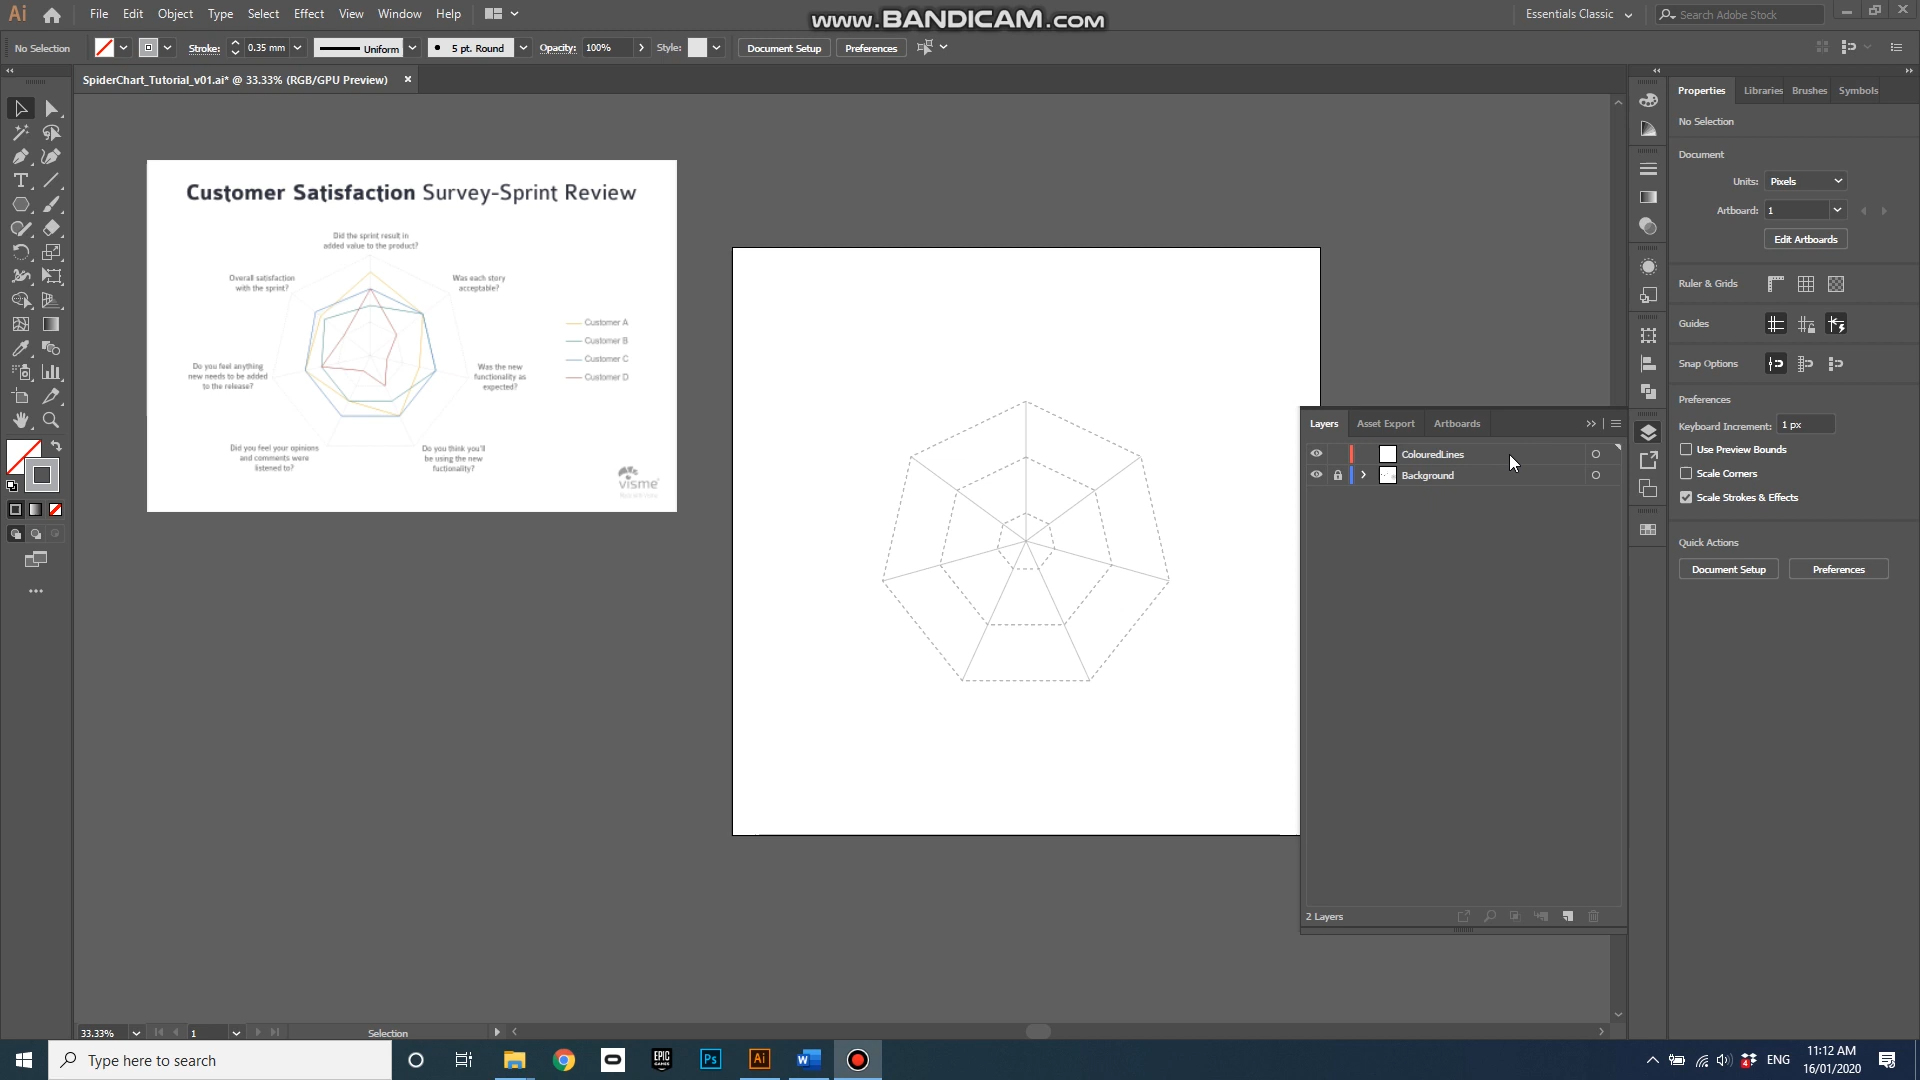 Ai File Edit Object Type Select Effect View Window Help
www.BANDICAM.com
Essentials Classic
Search Adobe Stock
No Selection
Stroke: 0.35 mm Uniform 5 pt. Round Opacity: 100% Style: Document Setup Preferences
SpiderChart_Tutorial_v01.ai* @ 33.33% (RGB/GPU Preview) ×
Customer Satisfaction Survey-Sprint Review
Did the sprint result in
added value to the product?
Overall satisfaction
with the sprint?
Was each story
acceptable?
Customer A
Customer B
Customer C
Customer D
Do you feel anything
new needs to be added
to the release?
Was the new
functionality as
expected?
Did you feel your opinions
and comments were
listened to?
Do you think you'll
be using the new
fuctionality?
visme
Layers Asset Export Artboards
ColouredLines
Background
2 Layers
Properties Libraries Brushes Symbols
No Selection
Document
Units: Pixels
Artboard: 1
Edit Artboards
Ruler & Grids
Guides
Snap Options
Preferences
Keyboard Increment: 1 px
Use Preview Bounds
Scale Corners
Scale Strokes & Effects
Quick Actions
Document Setup Preferences
33.33% 1 Selection
Type here to search
EPIC
GAMES
Ps
Ai
W
4
ENG
11:12 AM
16/01/2020